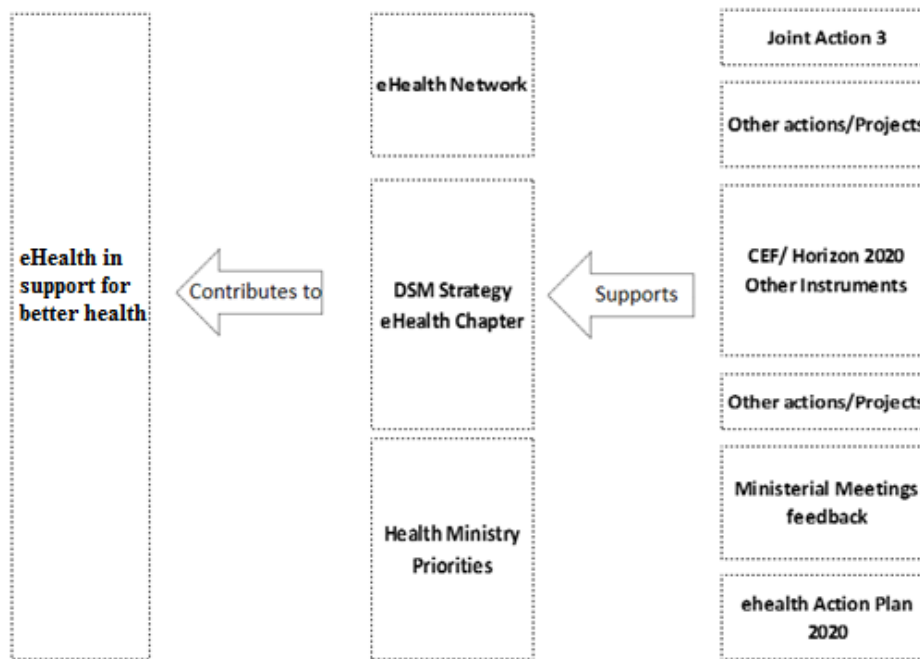 eHealth in
support for
better health
Contributes to
eHealth Network
DSM Strategy
eHealth Chapter
Health Ministry
Priorities
Supports
Joint Action 3
Other actions/Projects
CEF/ Horizon 2020
Other Instruments
Other actions/Projects
Ministerial Meetings
feedback
ehealth Action Plan
2020